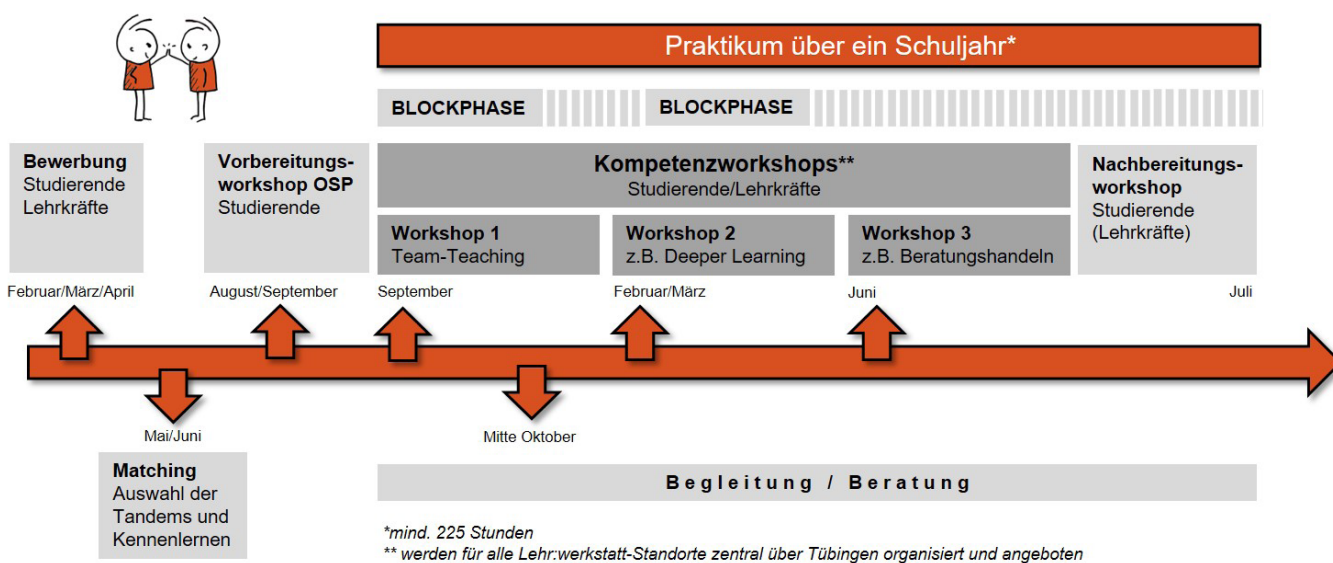 Praktikum über ein Schuljahr*
BLOCKPHASE
BLOCKPHASE
Bewerbung
Studierende
Lehrkräfte
Vorbereitungs-
workshop OSP
Studierende
Kompetenzworkshops**
Studierende/Lehrkräfte
Workshop 1
Team-Teaching
Workshop 2
z.B. Deeper Learning
Workshop 3
z.B. Beratungshandeln
Nachbereitungs-
workshop
Studierende
(Lehrkräfte)
Februar/März/April
August/September
September
Februar/März
Juni
Juli
Mai/Juni
Mitte Oktober
Matching
Auswahl der
Tandems und
Kennenlernen
Begleitung / Beratung
*mind. 225 Stunden
** werden für alle Lehr:werkstatt-Standorte zentral über Tübingen organisiert und angeboten